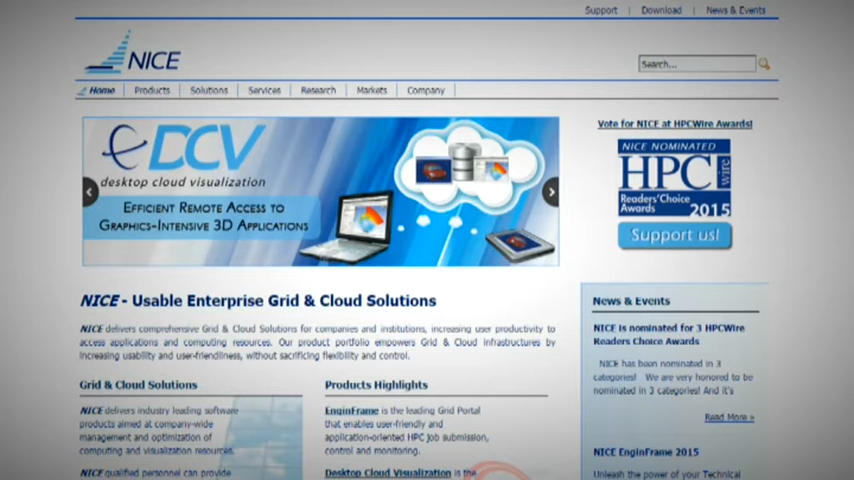 Support | Download | News & Events
NICE
Search...
Home Products Solutions Services Research Markets Company
eDCV
desktop cloud visualization
EFFICIENT REMOTE ACCESS TO
GRAPHICS-INTENSIVE 3D APPLICATIONS
Vote for NICE at HPCWire Awards!
NICE NOMINATED
HPC wire
Readers' Choice
Awards 2015
Support us!
NICE - Usable Enterprise Grid & Cloud Solutions
NICE delivers comprehensive Grid & Cloud Solutions for companies and institutions, increasing user productivity to
access applications and computing resources. Our product portfolio empowers Grid & Cloud infrastructures by
increasing usability and user-friendliness, without sacrificing flexibility and control.
Grid & Cloud Solutions
NICE delivers industry leading software
products aimed at company-wide
management and optimization of
computing and visualization resources.
NICE qualified personnel can provide
Products Highlights
EnginFrame is the leading Grid Portal
that enables user-friendly and
application-oriented HPC job submission,
control and monitoring.
Desktop Cloud Visualization is the
News & Events
NICE is nominated for 3 HPCWire
Readers Choice Awards
NICE has been nominated in 3
categories! We are very honored to be
nominated in 3 categories! And it's
Read More »
NICE EnginFrame 2015
Unleash the power of your Technical